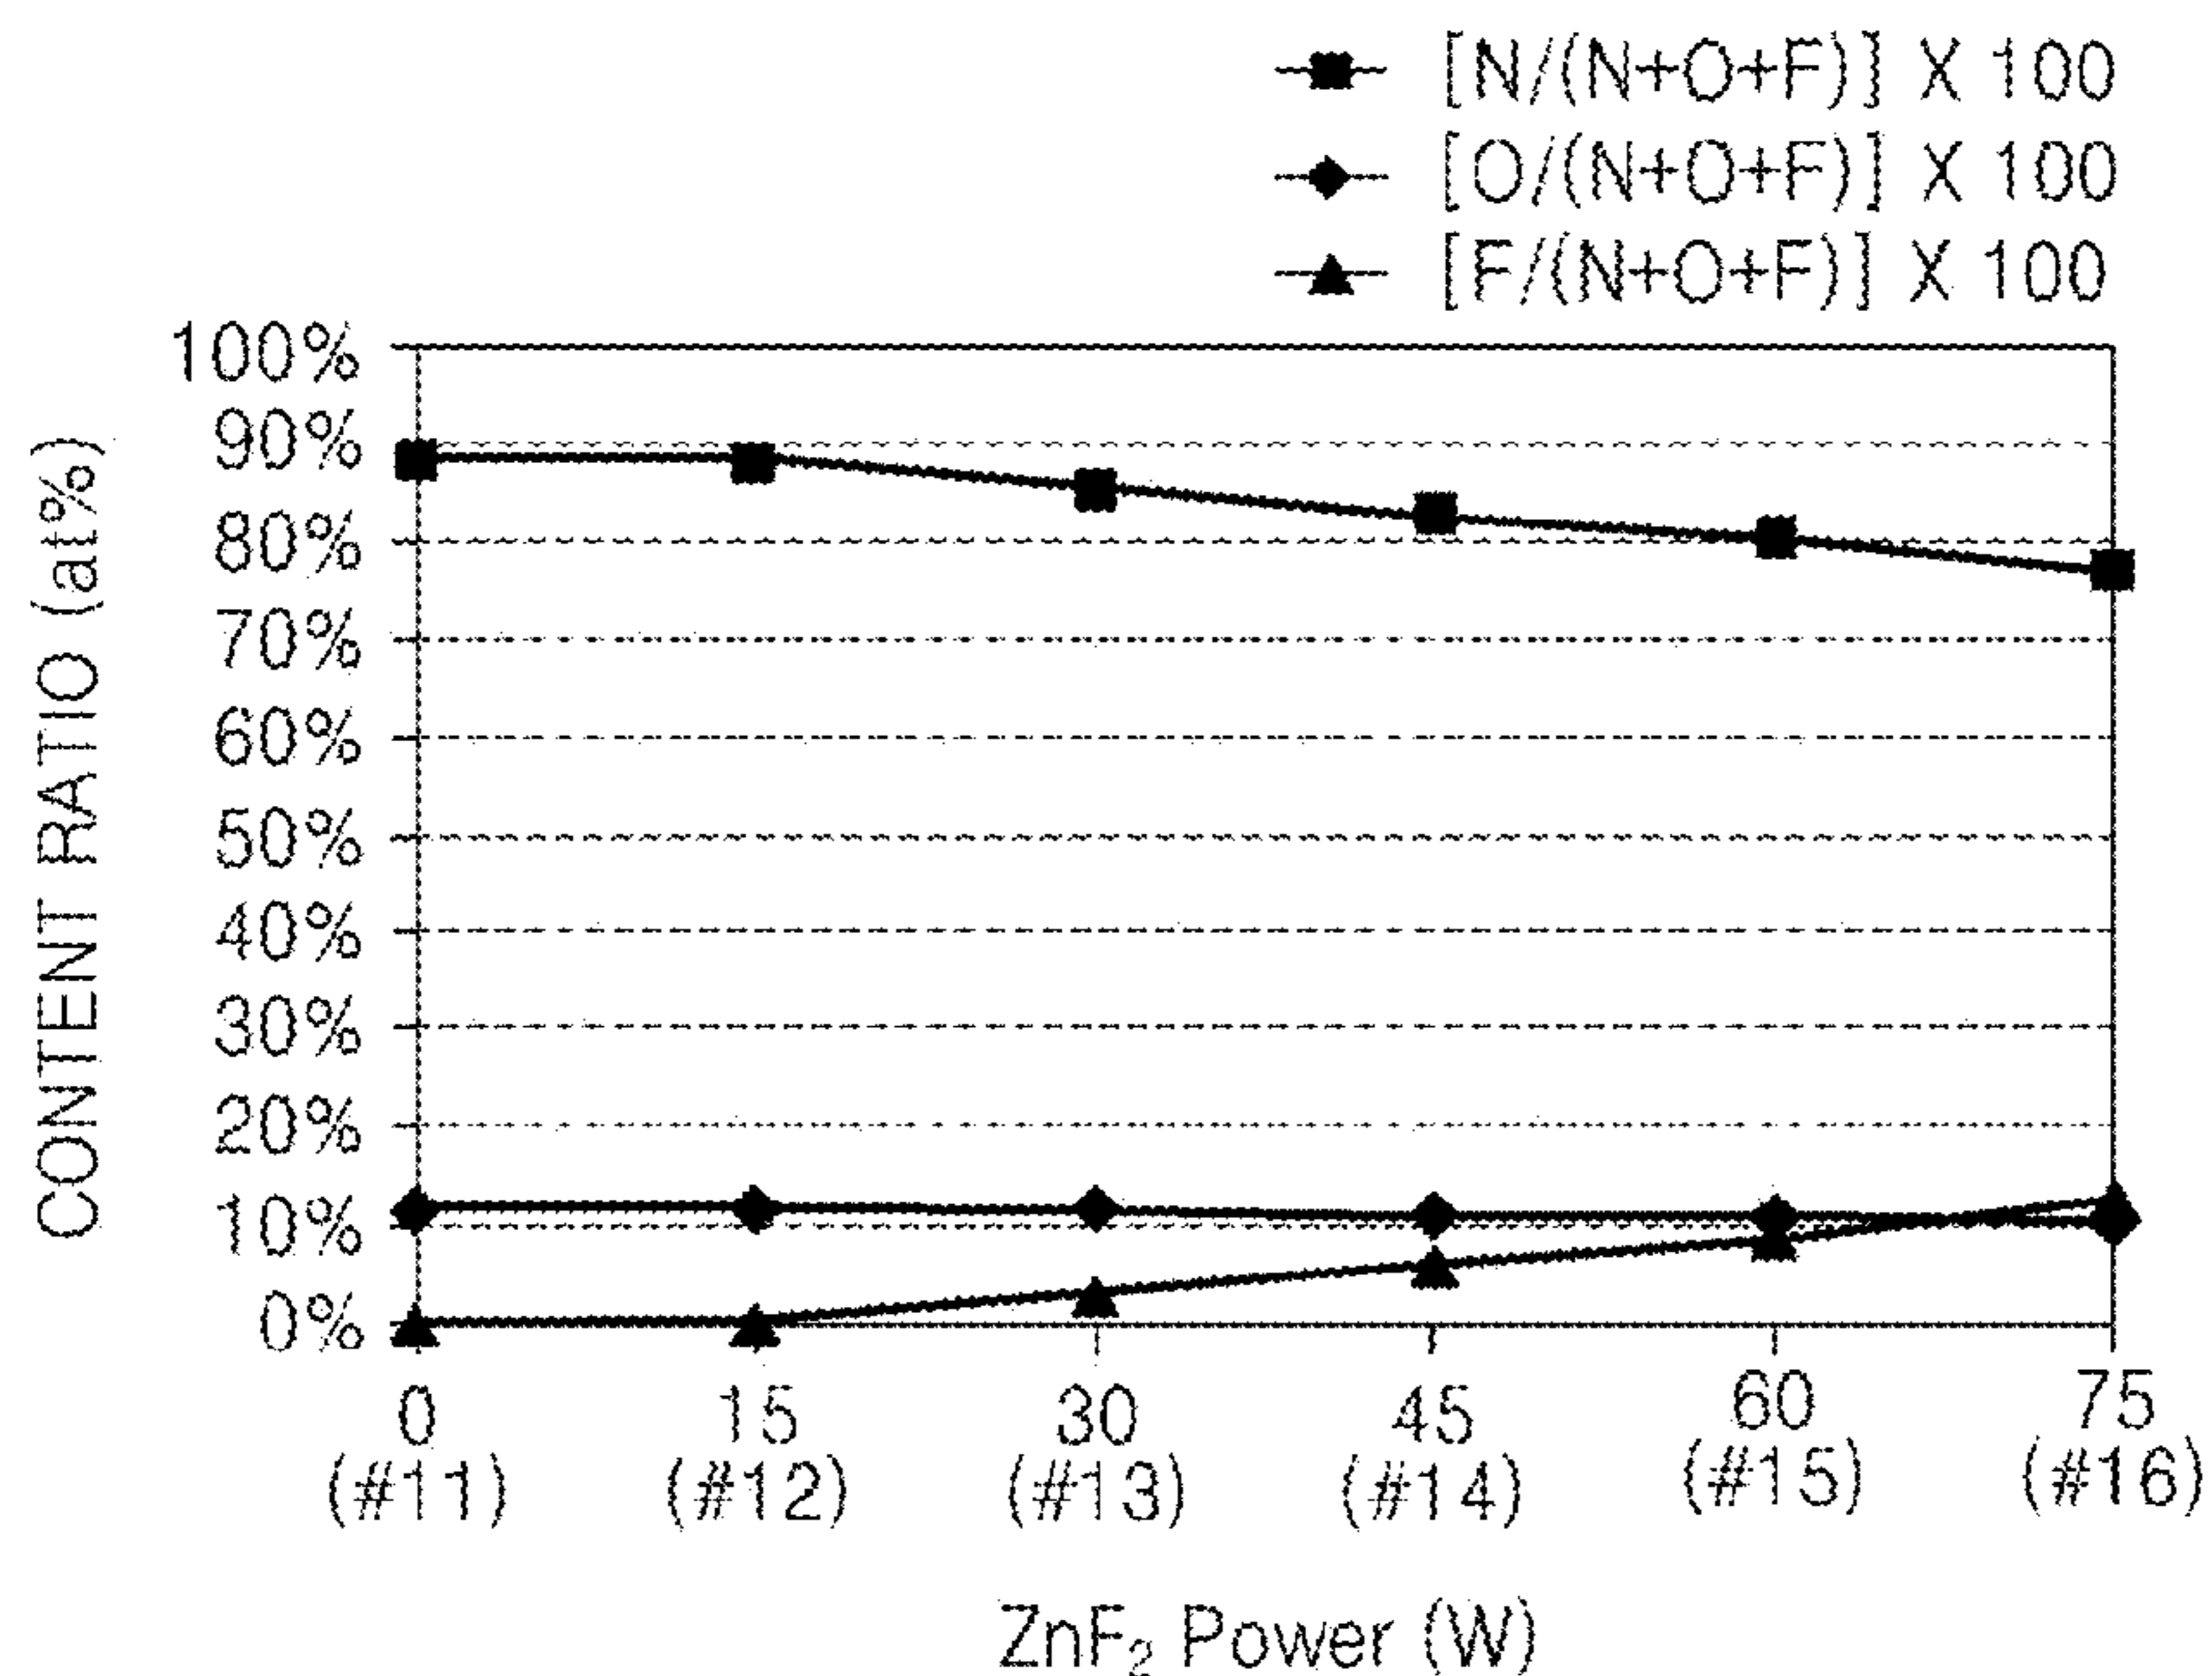 [N/(N+O+F)] X 100
[O/(N+O+F)] X 100
[F/(N+O+F)] X 100
100%
90%
80%
70%
60%
50%
40%
30%
20%
10%
0%
CONTENT RATIO (at%)
0 15 30 45 60 75
(#11) (#12) (#13) (#14) (#15) (#16)
ZnF₂ Power (W)